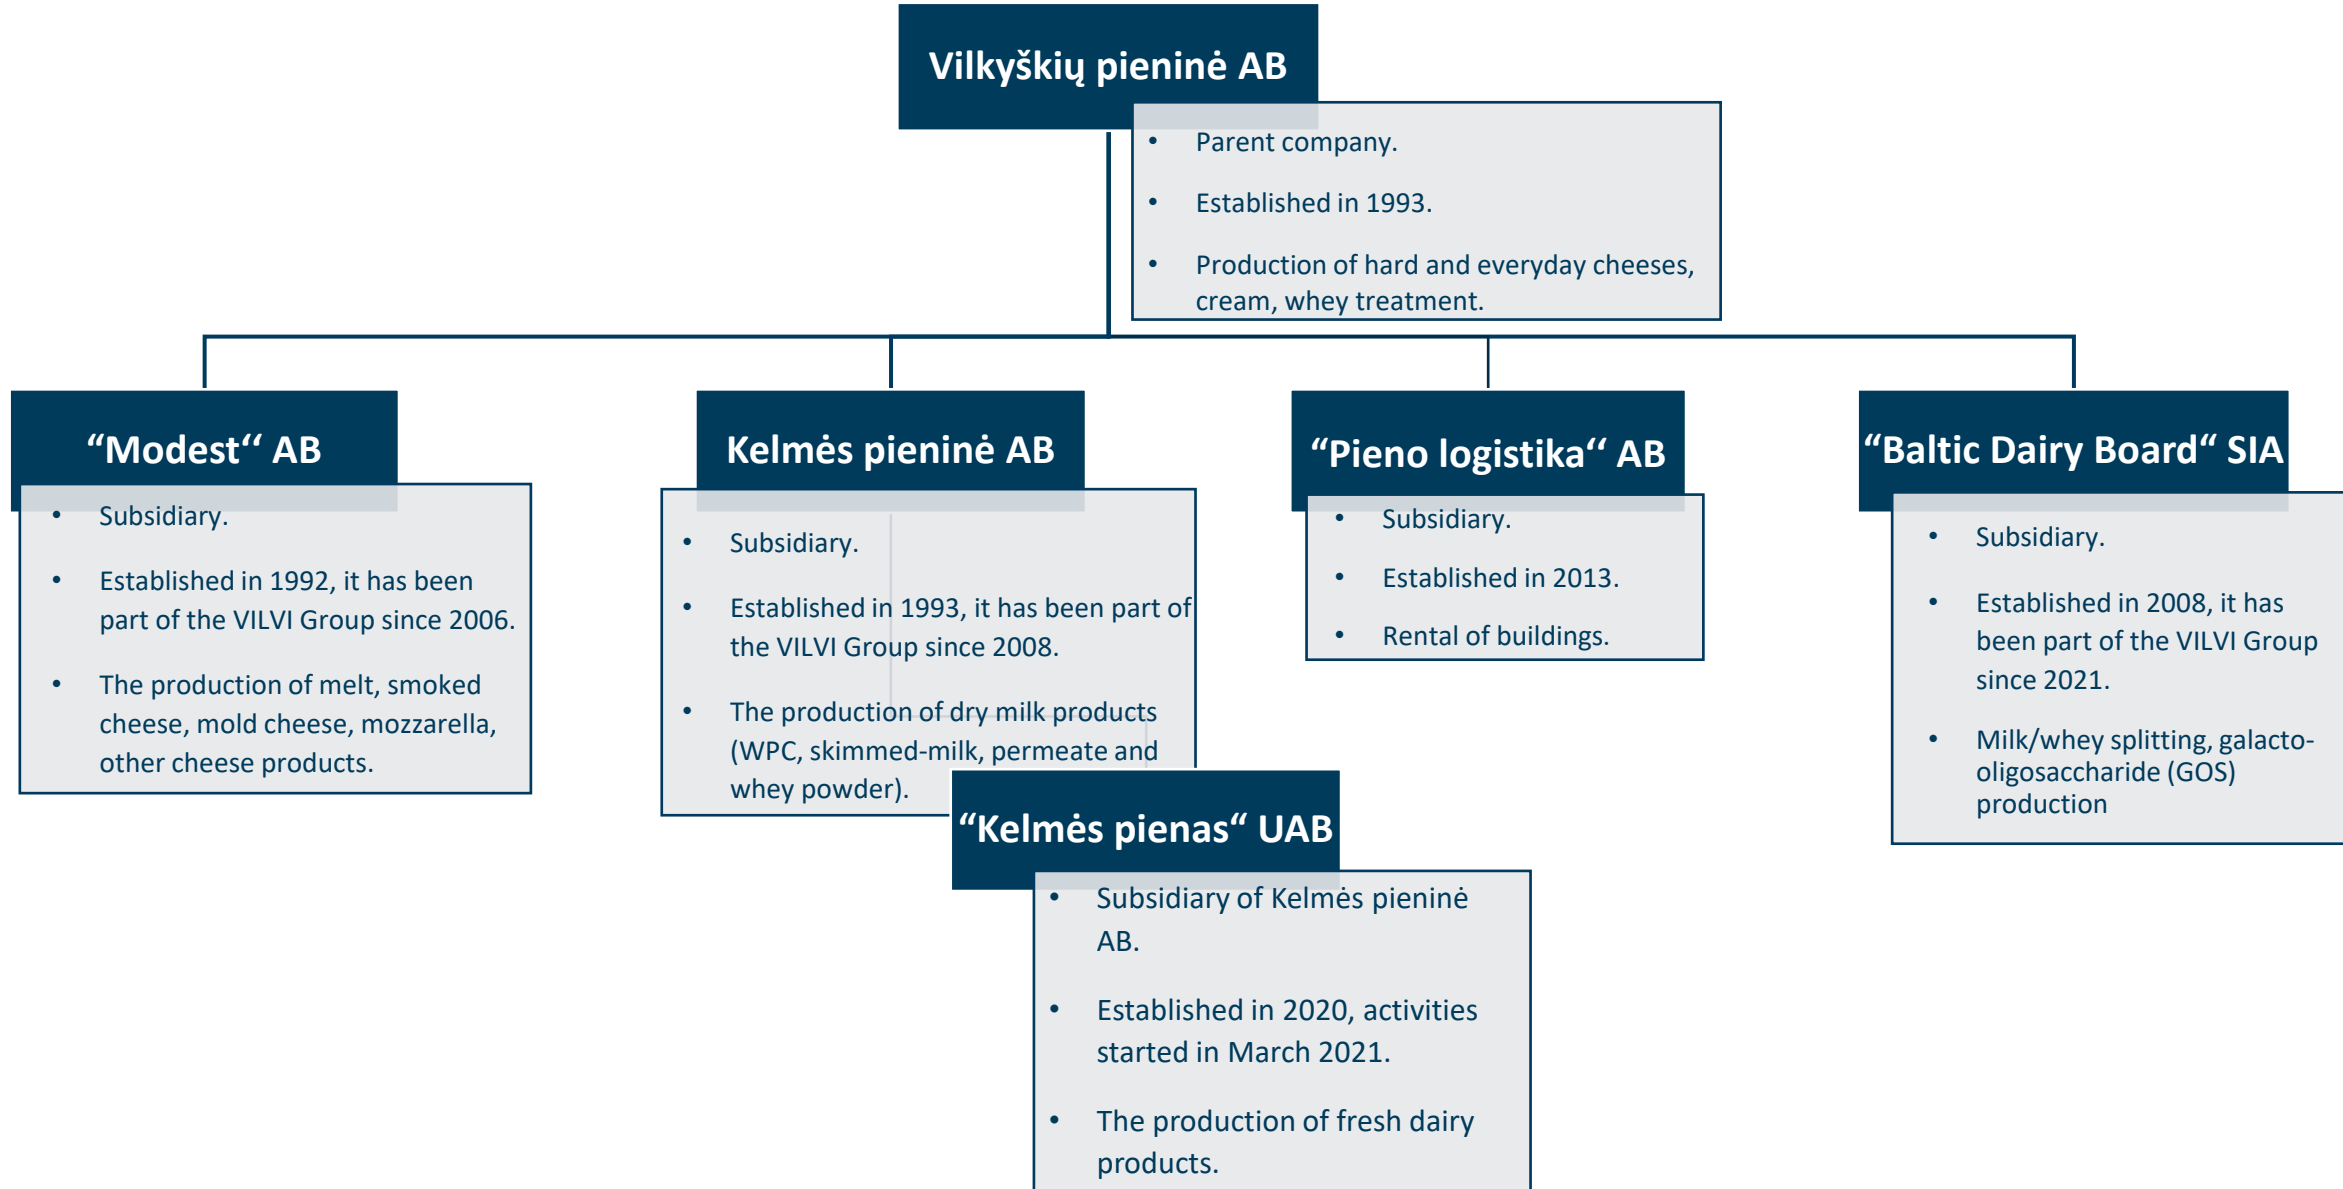 Vilkyškių pieninė AB
• Parent company.
• Established in 1993.
• Production of hard and everyday cheeses,
cream, whey treatment.
“Modest‘‘ AB
• Subsidiary.
• Established in 1992, it has been
part of the VILVI Group since 2006.
• The production of melt, smoked
cheese, mold cheese, mozzarella,
other cheese products.
Kelmės pieninė AB
• Subsidiary.
• Established in 1993, it has been part of
the VILVI Group since 2008.
• The production of dry milk products
(WPC, skimmed-milk, permeate and
whey powder).
“Kelmės pienas“ UAB
• Subsidiary of Kelmės pieninė
AB.
• Established in 2020, activities
started in March 2021.
• The production of fresh dairy
products.
“Pieno logistika‘‘ AB
• Subsidiary.
• Established in 2013.
• Rental of buildings.
“Baltic Dairy Board“ SIA
• Subsidiary.
• Established in 2008, it has
been part of the VILVI Group
since 2021.
• Milk/whey splitting, galacto-
oligosaccharide (GOS)
production